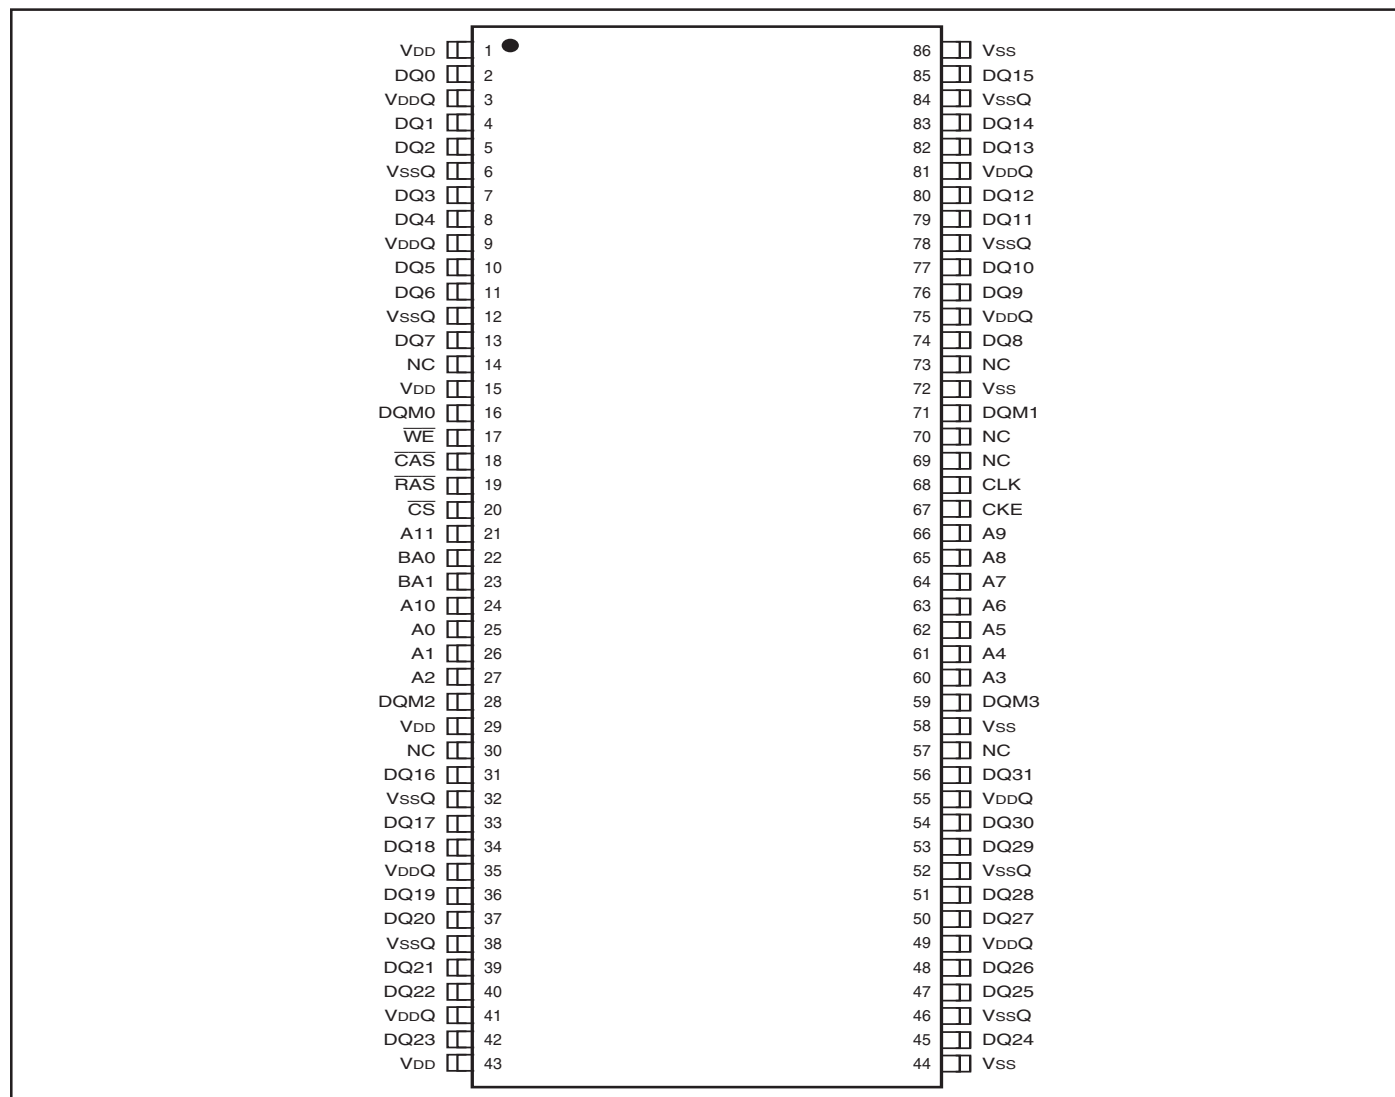 VDD 1 86 VSS
DQ0 2 85 DQ15
VDDQ 3 84 VSSQ
DQ1 4 83 DQ14
DQ2 5 82 DQ13
VSSQ 6 81 VDDQ
DQ3 7 80 DQ12
DQ4 8 79 DQ11
VDDQ 9 78 VSSQ
DQ5 10 77 DQ10
DQ6 11 76 DQ9
VSSQ 12 75 VDDQ
DQ7 13 74 DQ8
NC 14 73 NC
VDD 15 72 VSS
DQM0 16 71 DQM1
W̅E̅ 17 70 NC
C̅A̅S̅ 18 69 NC
R̅A̅S̅ 19 68 CLK
C̅S̅ 20 67 CKE
A11 21 66 A9
BA0 22 65 A8
BA1 23 64 A7
A10 24 63 A6
A0 25 62 A5
A1 26 61 A4
A2 27 60 A3
DQM2 28 59 DQM3
VDD 29 58 VSS
NC 30 57 NC
DQ16 31 56 DQ31
VSSQ 32 55 VDDQ
DQ17 33 54 DQ30
DQ18 34 53 DQ29
VDDQ 35 52 VSSQ
DQ19 36 51 DQ28
DQ20 37 50 DQ27
VSSQ 38 49 VDDQ
DQ21 39 48 DQ26
DQ22 40 47 DQ25
VDDQ 41 46 VSSQ
DQ23 42 45 DQ24
VDD 43 44 VSS